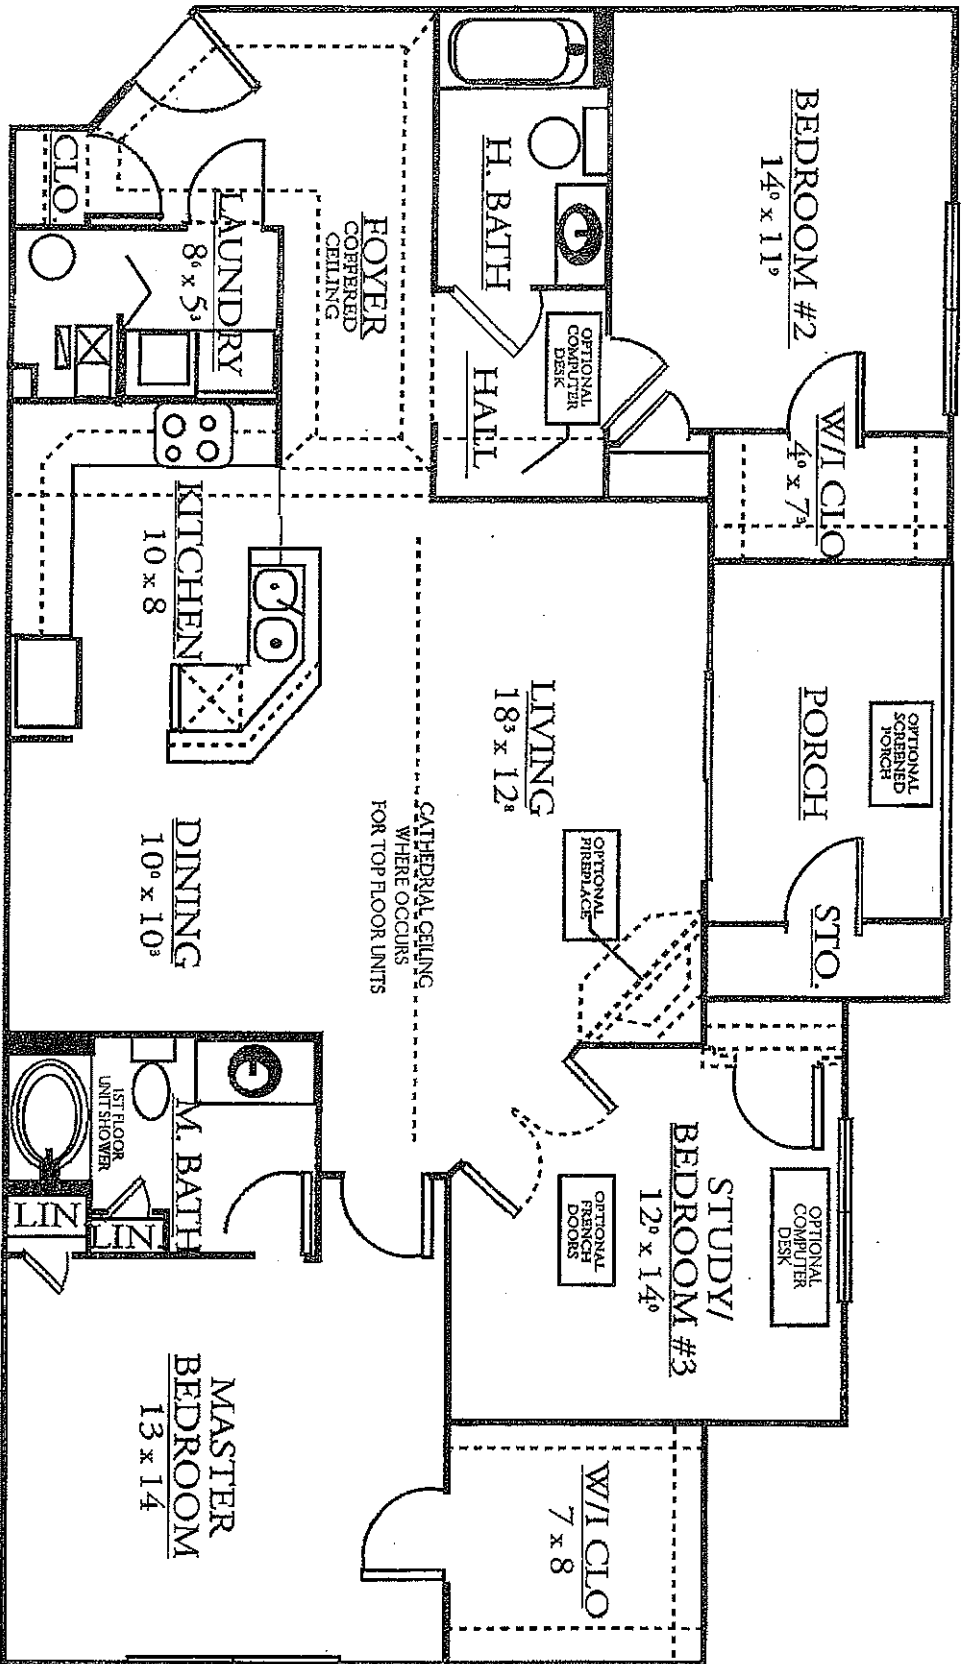 BEDROOM #2
14⁰ x 11⁹
W/I CLO
4⁰ x 7³
OPTIONAL
SCREENED
PORCH
PORCH
STO.
OPTIONAL
COMPUTER
DESK
STUDY/
BEDROOM #3
12⁰ x 14⁰
OPTIONAL
FRENCH
DOORS
W/I CLO
7 x 8
H. BATH
OPTIONAL
COMPUTER
DESK
HALL
LIVING
18³ x 12⁸
OPTIONAL
FIREPLACE
CATHEDRIAL CEILING
WHERE OCCURS
FOR TOP FLOOR UNITS
FOYER
COFFERED
CEILING
LAUNDRY
8⁶ x 5³
CLO
KITCHEN
10 x 8
DINING
10⁰ x 10³
M. BATH
1ST FLOOR
UNIT SHOWER
LIN
LIN
MASTER
BEDROOM
13 x 14